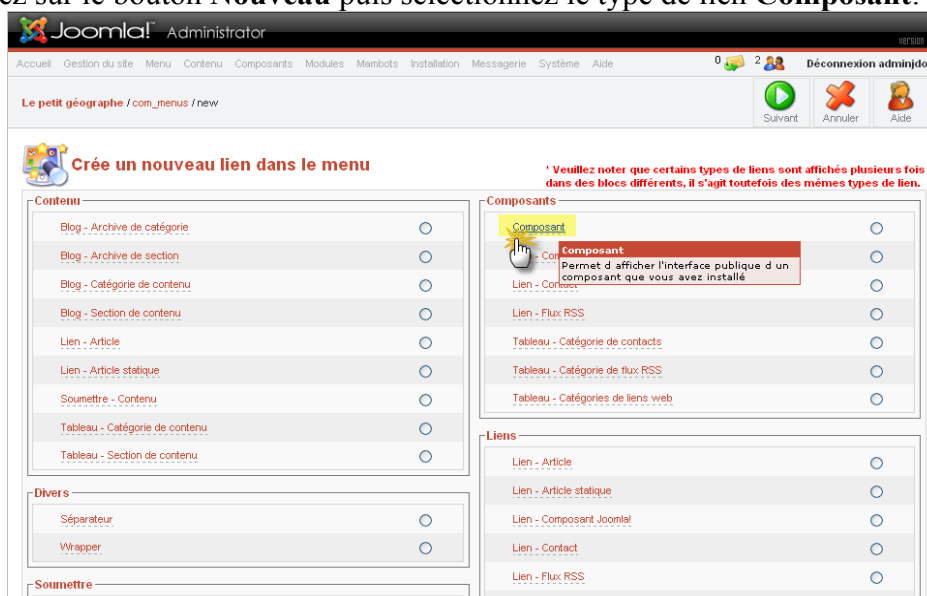 ez sur le bouton Nouveau puis sélectionnez le type de lien Composant.
Joomla! Administrator
version
Accueil Gestion du site Menu Contenu Composants Modules Mambots Installation Messagerie Système Aide 0 2 Déconnexion adminjdo
Le petit géographe / com_menus / new
Suivant Annuler Aide
Crée un nouveau lien dans le menu
* Veuillez noter que certains types de liens sont affichés plusieurs fois
dans des blocs différents, il s'agit toutefois des mêmes types de lien.
Contenu
Blog - Archive de catégorie
Blog - Archive de section
Blog - Catégorie de contenu
Blog - Section de contenu
Lien - Article
Lien - Article statique
Soumettre - Contenu
Tableau - Catégorie de contenu
Tableau - Section de contenu
Divers
Séparateur
Wrapper
Soumettre
Composants
Composant
Composant
Permet d afficher l'interface publique d un
composant que vous avez installé
Lien - Contact
Lien - Flux RSS
Tableau - Catégorie de contacts
Tableau - Catégorie de flux RSS
Tableau - Catégories de liens web
Liens
Lien - Article
Lien - Article statique
Lien - Composant Joomla!
Lien - Contact
Lien - Flux RSS